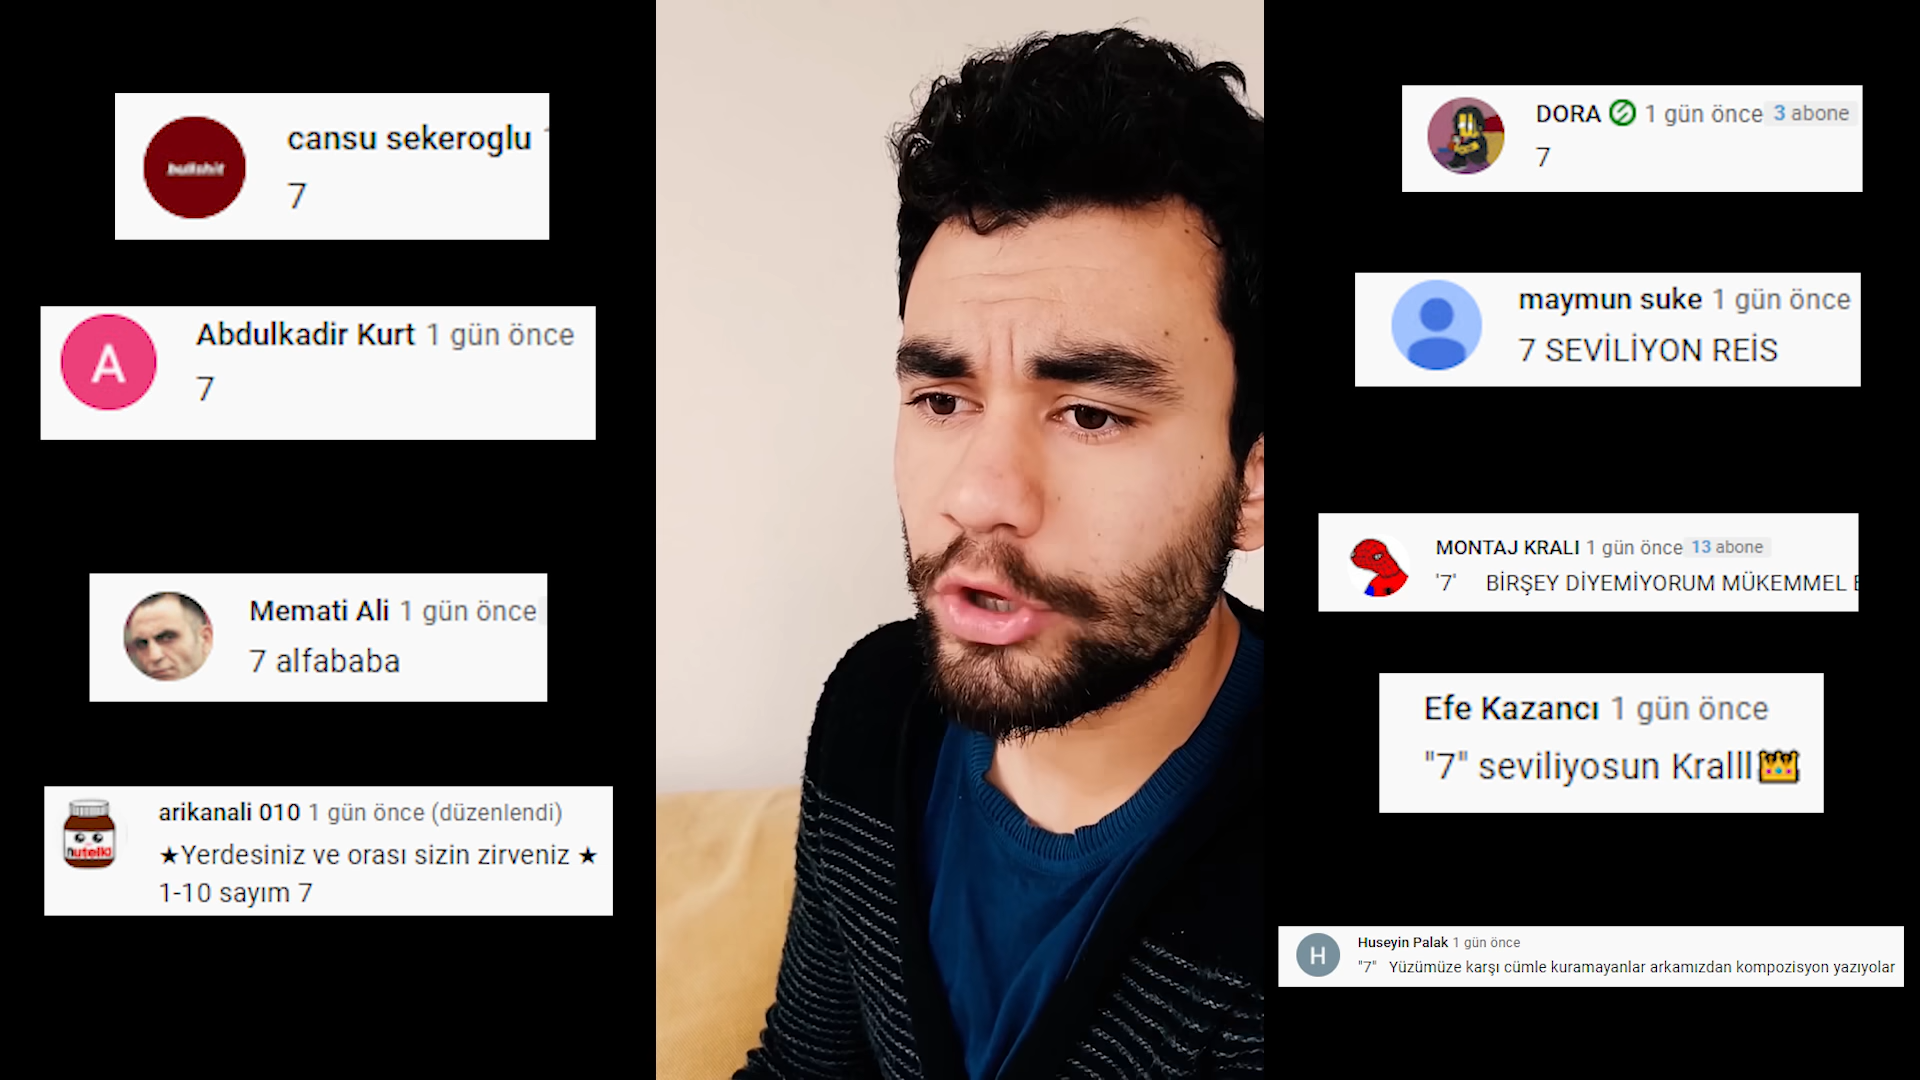 bullshit
cansu sekeroglu
7
A
Abdulkadir Kurt 1 gün önce
7
Memati Ali 1 gün önce
7 alfababa
nutelki
arikanali 010 1 gün önce (düzenlendi)
★Yerdesiniz ve orası sizin zirveniz ★
1-10 sayım 7
DORA 1 gün önce 3 abone
7
maymun suke 1 gün önce
7 SEVİLİYON REİS
MONTAJ KRALI 1 gün önce 13 abone
'7' BİRŞEY DİYEMİYORUM MÜKEMMEL
Efe Kazancı 1 gün önce
"7" seviliyosun Kralll👑
H
Huseyin Palak 1 gün önce
"7" Yüzümüze karşı cümle kuramayanlar arkamızdan kompozisyon yazıyolar